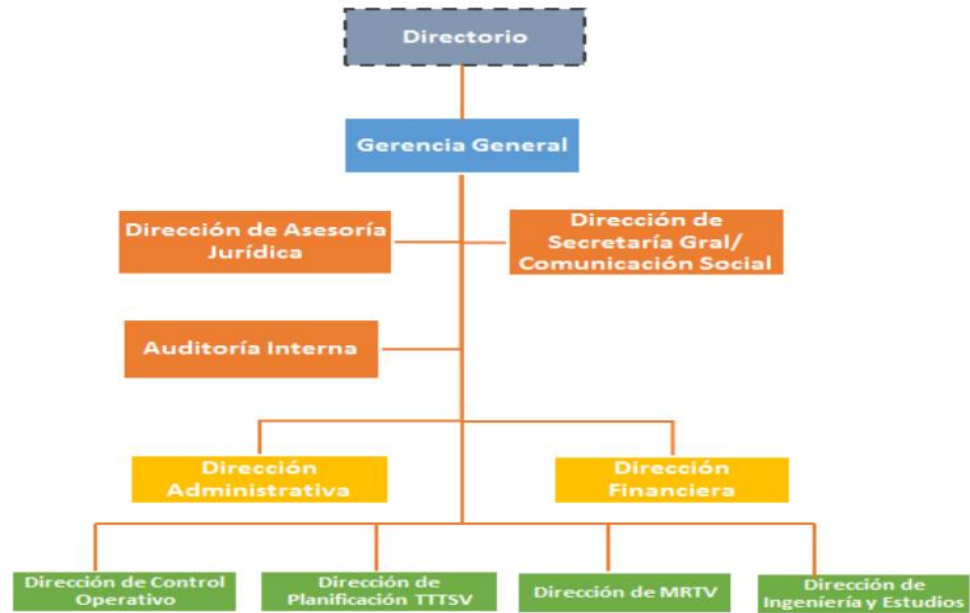 Directorio
Gerencia General
Dirección de Asesoría
Jurídica
Dirección de
Secretaría Gral/
Comunicación Social
Auditoría Interna
Dirección
Administrativa
Dirección
Financiera
Dirección de Control
Operativo
Dirección de
Planificación TTTSV
Dirección de MRTV
Dirección de
Ingeniería y Estudios